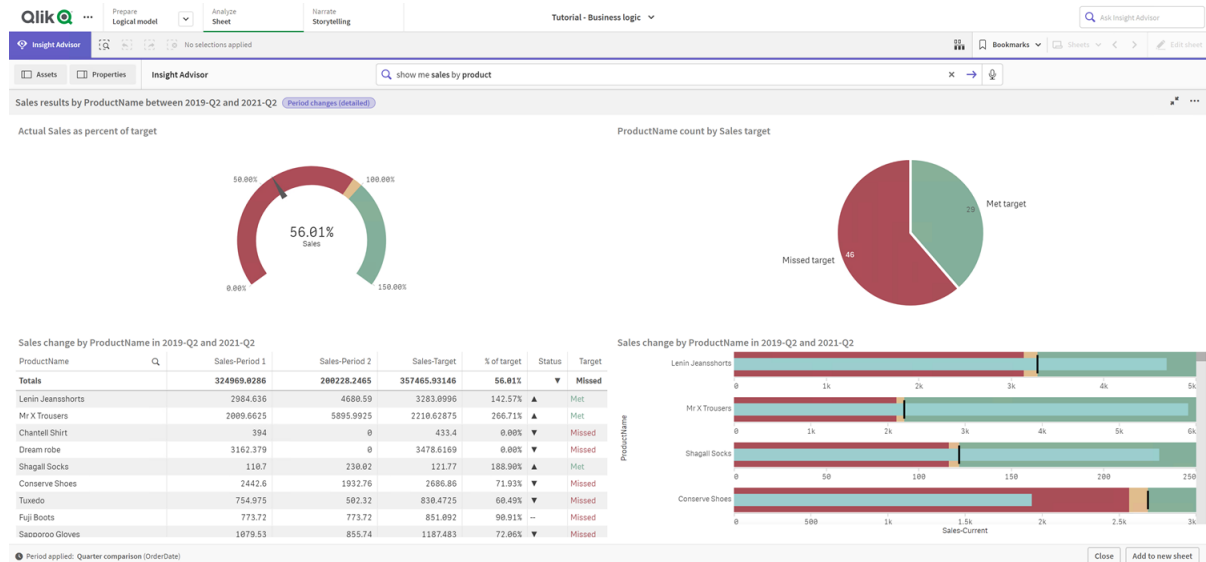 Qlik
Prepare
Logical model
Analyze
Sheet
Narrate
Storytelling
Tutorial - Business logic
Ask Insight Advisor
Insight Advisor
No selections applied
Bookmarks
Sheets
Edit sheet
Assets
Properties
Insight Advisor
show me sales by product
Sales results by ProductName between 2019-Q2 and 2021-Q2 Period changes (detailed)
Actual Sales as percent of target
50.00%
100.00%
56.01%
Sales
0.00%
150.00%
ProductName count by Sales target
29
Met target
Missed target
46
Sales change by ProductName in 2019-Q2 and 2021-Q2
ProductName Sales-Period 1 Sales-Period 2 Sales-Target % of target Status Target
Totals 324969.0286 200228.2465 357465.93146 56.01% ▼ Missed
Lenin Jeansshorts 2984.636 4680.59 3283.0996 142.57% ▲ Met
Mr X Trousers 2009.6625 5895.9925 2210.62875 266.71% ▲ Met
Chantell Shirt 394 0 433.4 0.00% ▼ Missed
Dream robe 3162.379 0 3478.6169 0.00% ▼ Missed
Shagall Socks 110.7 230.02 121.77 188.90% ▲ Met
Conserve Shoes 2442.6 1932.76 2686.86 71.93% ▼ Missed
Tuxedo 754.975 502.32 830.4725 60.49% ▼ Missed
Fuji Boots 773.72 773.72 851.092 90.91% -- Missed
Sapporoo Gloves 1079.53 855.74 1187.483 72.06% ▼ Missed
Sales change by ProductName in 2019-Q2 and 2021-Q2
ProductName
Lenin Jeansshorts
0 1k 2k 3k 4k 5k
Mr X Trousers
0 1k 2k 3k 4k 5k 6k
Shagall Socks
0 50 100 150 200 250
Conserve Shoes
0 500 1k 1.5k 2k 2.5k 3k
Sales-Current
Period applied: Quarter comparison (OrderDate)
Close
Add to new sheet